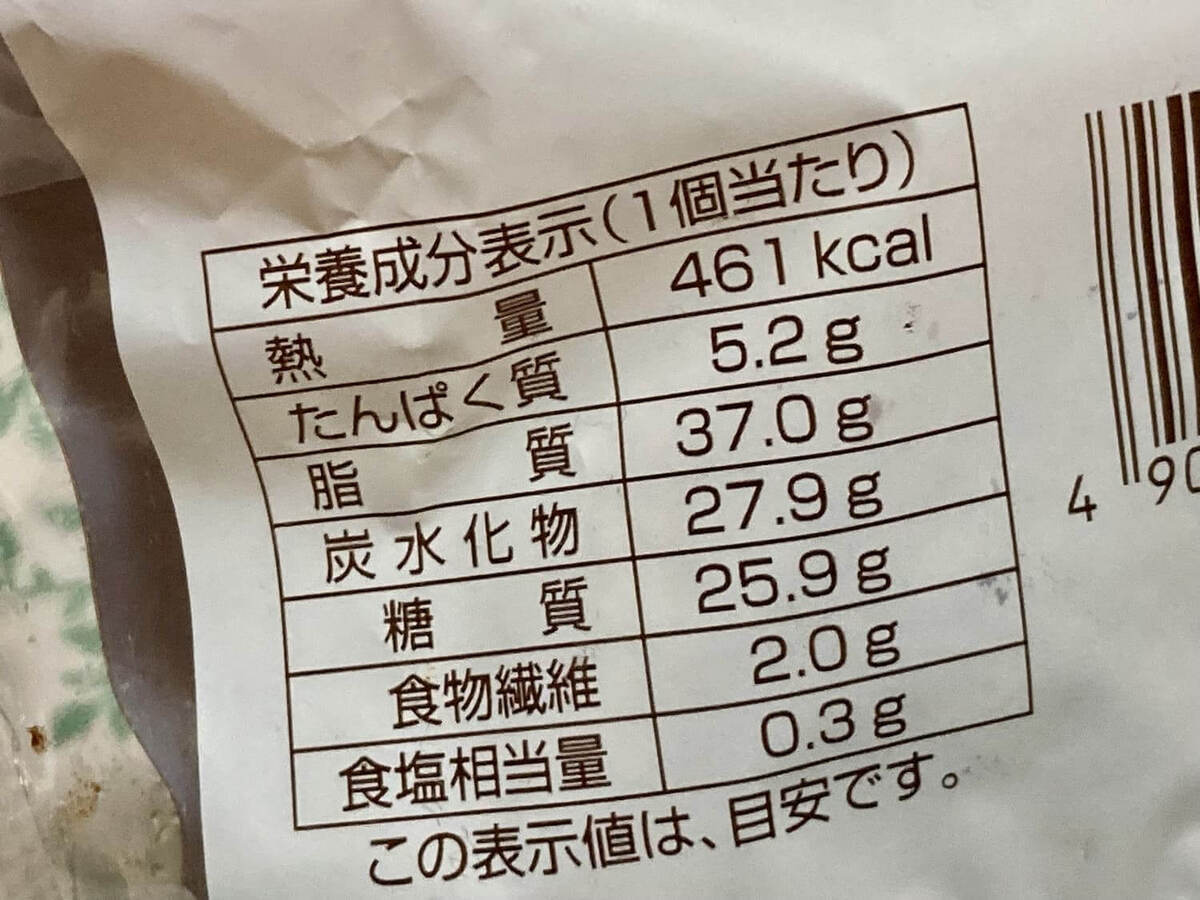 栄養成分表示(1個当たり)
熱量 461 kcal
たんぱく質 5.2 g
脂質 37.0 g
炭水化物 27.9 g
糖質 25.9 g
食物繊維 2.0 g
食塩相当量 0.3 g
この表示値は、目安です。
4 90